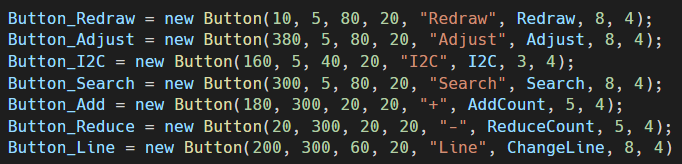 Button_Redraw = new Button(10, 5, 80, 20, "Redraw", Redraw, 8, 4);
Button_Adjust = new Button(380, 5, 80, 20, "Adjust", Adjust, 8, 4);
Button_I2C = new Button(160, 5, 40, 20, "I2C", I2C, 3, 4);
Button_Search = new Button(300, 5, 80, 20, "Search", Search, 8, 4);
Button_Add = new Button(180, 300, 20, 20, "+", AddCount, 5, 4);
Button_Reduce = new Button(20, 300, 20, 20, "-", ReduceCount, 5, 4);
Button_Line = new Button(200, 300, 60, 20, "Line", ChangeLine, 8, 4)